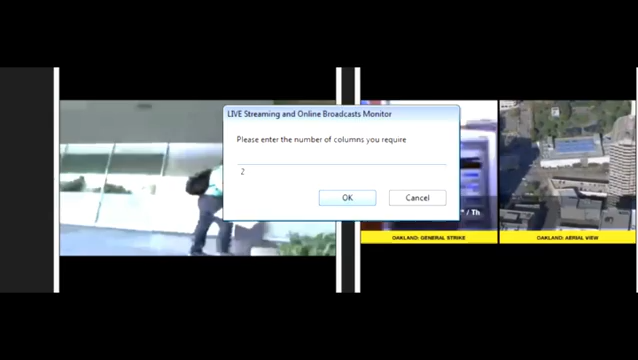 LIVE Streaming and Online Broadcasts Monitor
Please enter the number of columns you require
2
OK
Cancel
" / Th
OAKLAND: GENERAL STRIKE
OAKLAND: AERIAL VIEW